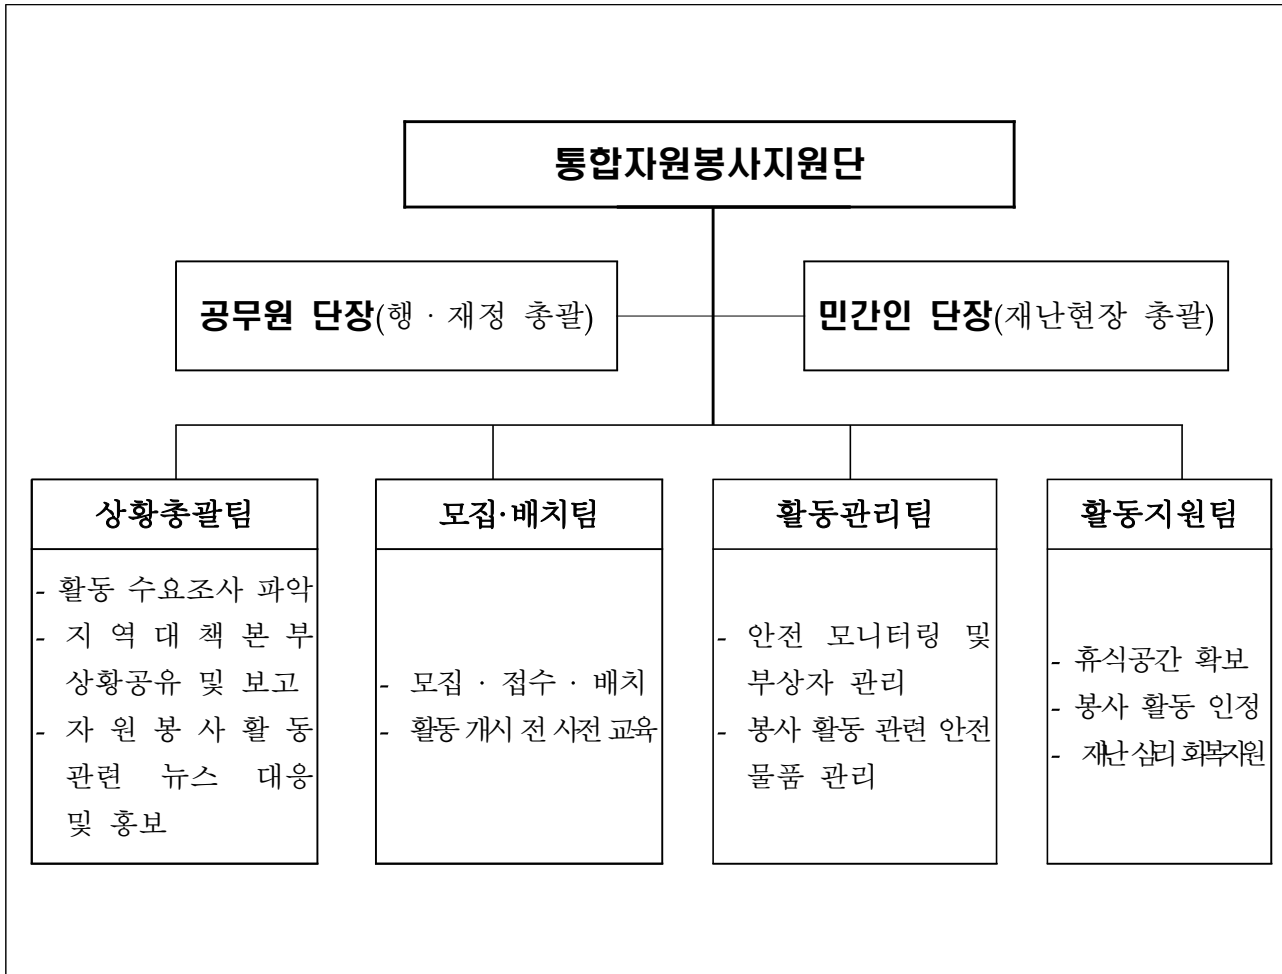 통합자원봉사지원단
공무원 단장(행 · 재정 총괄)
민간인 단장(재난현장 총괄)
상황총괄팀
- 활동 수요조사 파악
- 지 역 대 책 본 부
상황공유 및 보고
- 자 원 봉 사 활 동
관련 뉴스 대응
및 홍보
모집·배치팀
- 모집 · 접수 · 배치
- 활동 개시 전 사전 교육
활동관리팀
- 안전 모니터링 및
부상자 관리
- 봉사 활동 관련 안전
물품 관리
활동지원팀
- 휴식공간 확보
- 봉사 활동 인정
- 재난 심리 회복지원